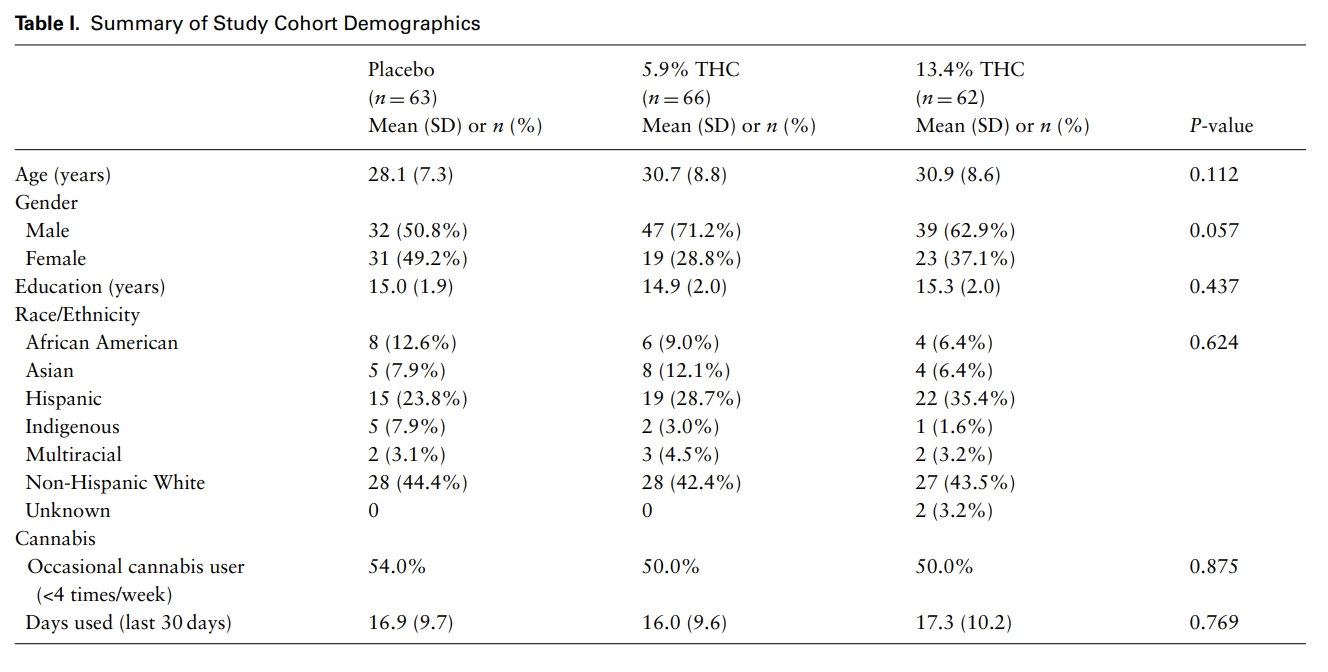 Table I. Summary of Study Cohort Demographics
Placebo 5.9% THC 13.4% THC
(n = 63) (n = 66) (n = 62)
Mean (SD) or n (%) Mean (SD) or n (%) Mean (SD) or n (%) P-value
Age (years) 28.1 (7.3) 30.7 (8.8) 30.9 (8.6) 0.112
Gender
Male 32 (50.8%) 47 (71.2%) 39 (62.9%) 0.057
Female 31 (49.2%) 19 (28.8%) 23 (37.1%)
Education (years) 15.0 (1.9) 14.9 (2.0) 15.3 (2.0) 0.437
Race/Ethnicity
African American 8 (12.6%) 6 (9.0%) 4 (6.4%) 0.624
Asian 5 (7.9%) 8 (12.1%) 4 (6.4%)
Hispanic 15 (23.8%) 19 (28.7%) 22 (35.4%)
Indigenous 5 (7.9%) 2 (3.0%) 1 (1.6%)
Multiracial 2 (3.1%) 3 (4.5%) 2 (3.2%)
Non-Hispanic White 28 (44.4%) 28 (42.4%) 27 (43.5%)
Unknown 0 0 2 (3.2%)
Cannabis
Occasional cannabis user 54.0% 50.0% 50.0% 0.875
(<4 times/week)
Days used (last 30 days) 16.9 (9.7) 16.0 (9.6) 17.3 (10.2) 0.769